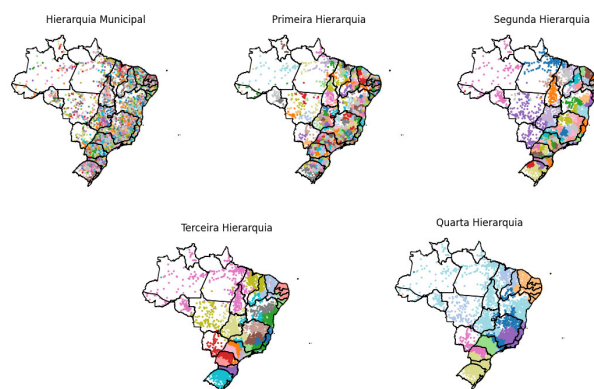 Hierarquia Municipal
Primeira Hierarquia
Segunda Hierarquia
Terceira Hierarquia
Quarta Hierarquia